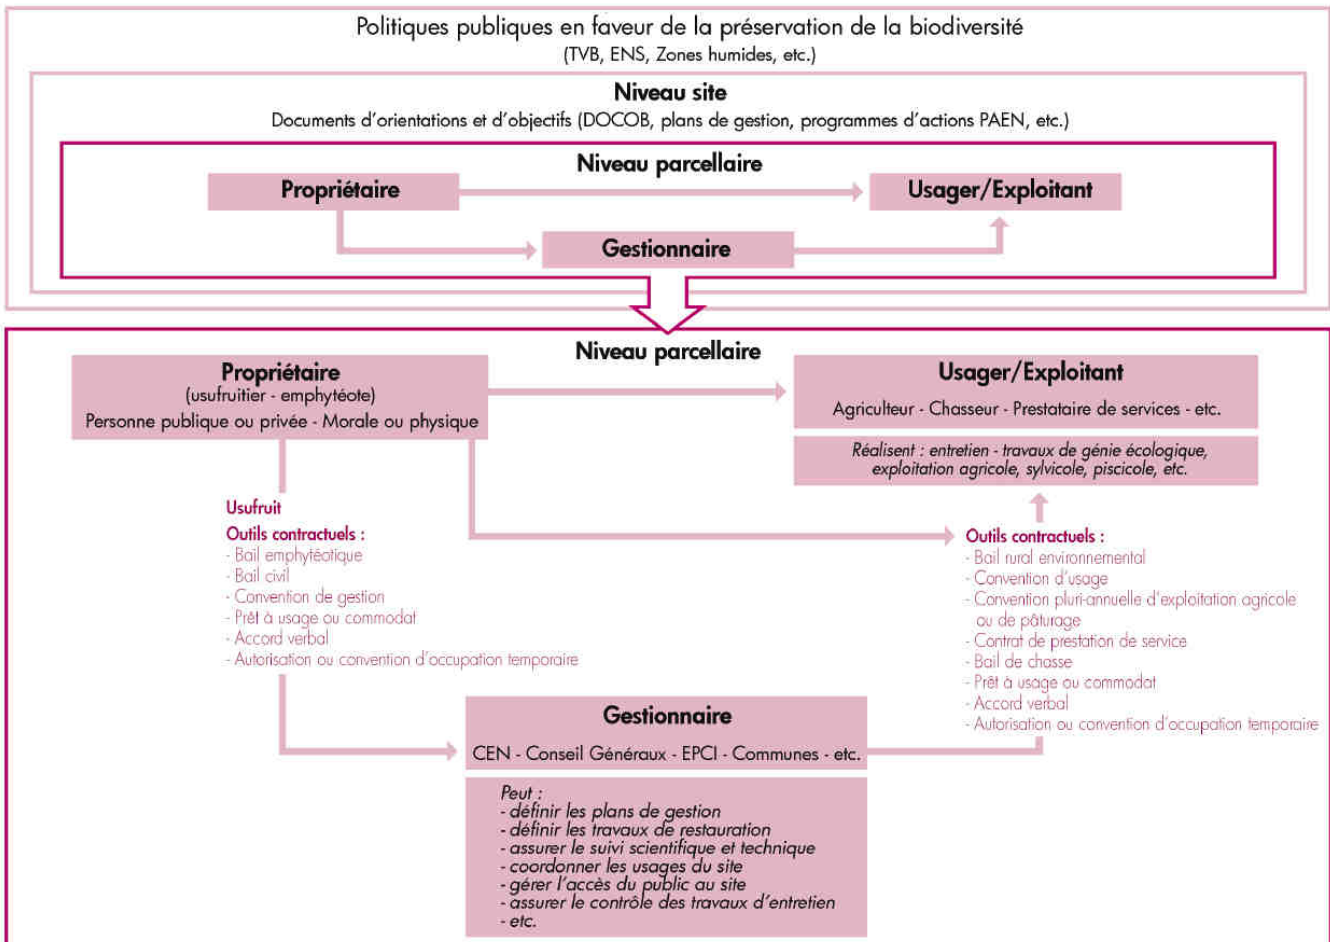 Politiques publiques en faveur de la préservation de la biodiversité
(TVB, ENS, Zones humides, etc.)
Niveau site
Documents d'orientations et d'objectifs (DOCOB, plans de gestion, programmes d'actions PAEN, etc.)
Niveau parcellaire
Propriétaire
Usager/Exploitant
Gestionnaire
Niveau parcellaire
Propriétaire
(usufruitier - emphytéote)
Personne publique ou privée - Morale ou physique
Usager/Exploitant
Agriculteur - Chasseur - Prestataire de services - etc.
Réalisent : entretien - travaux de génie écologique,
exploitation agricole, sylvicole, piscicole, etc.
Usufruit
Outils contractuels :
- Bail emphytéotique
- Bail civil
- Convention de gestion
- Prêt à usage ou commodat
- Accord verbal
- Autorisation ou convention d'occupation temporaire
Outils contractuels :
- Bail rural environnemental
- Convention d'usage
- Convention pluri-annuelle d'exploitation agricole
ou de pâturage
- Contrat de prestation de service
- Bail de chasse
- Prêt à usage ou commodat
- Accord verbal
- Autorisation ou convention d'occupation temporaire
Gestionnaire
CEN - Conseil Généraux - EPCI - Communes - etc.
Peut :
- définir les plans de gestion
- définir les travaux de restauration
- assurer le suivi scientifique et technique
- coordonner les usages du site
- gérer l'accès du public au site
- assurer le contrôle des travaux d'entretien
- etc.